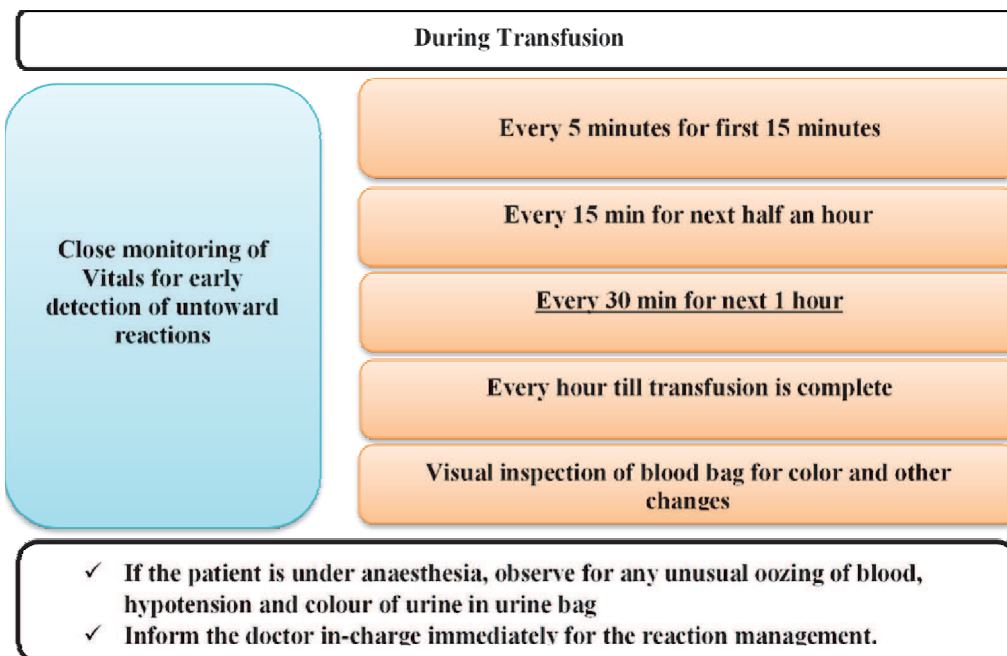 During Transfusion
Close monitoring of
Vitals for early
detection of untoward
reactions
Every 5 minutes for first 15 minutes
Every 15 min for next half an hour
Every 30 min for next 1 hour
Every hour till transfusion is complete
Visual inspection of blood bag for color and other
changes
✓ If the patient is under anaesthesia, observe for any unusual oozing of blood,
hypotension and colour of urine in urine bag
✓ Inform the doctor in-charge immediately for the reaction management.